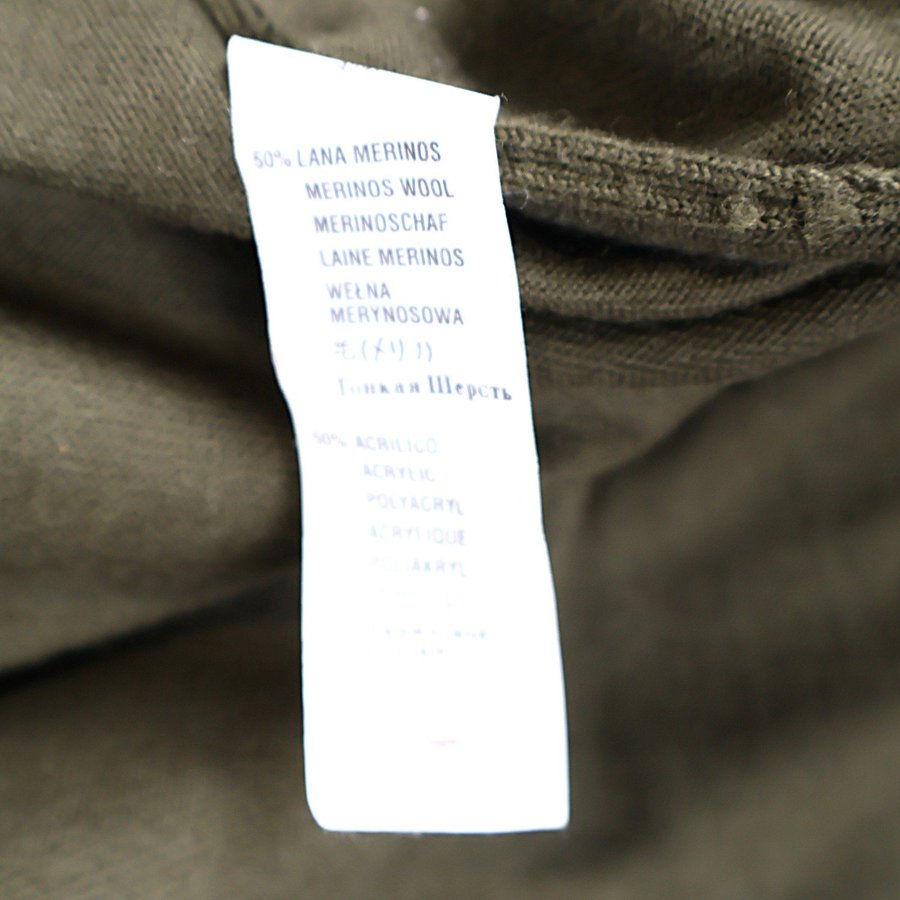 50% LANA MERINOS
MERINOS WOOL
MERINOSCHAF
LAINE MERINOS
WEŁNA
MERYNOSOWA
毛(メリノ)
Тонкая Шерсть
50% ACRILICO
ACRYLIC
POLYACRYL
ACRYLIQUE
POLIAKRYL